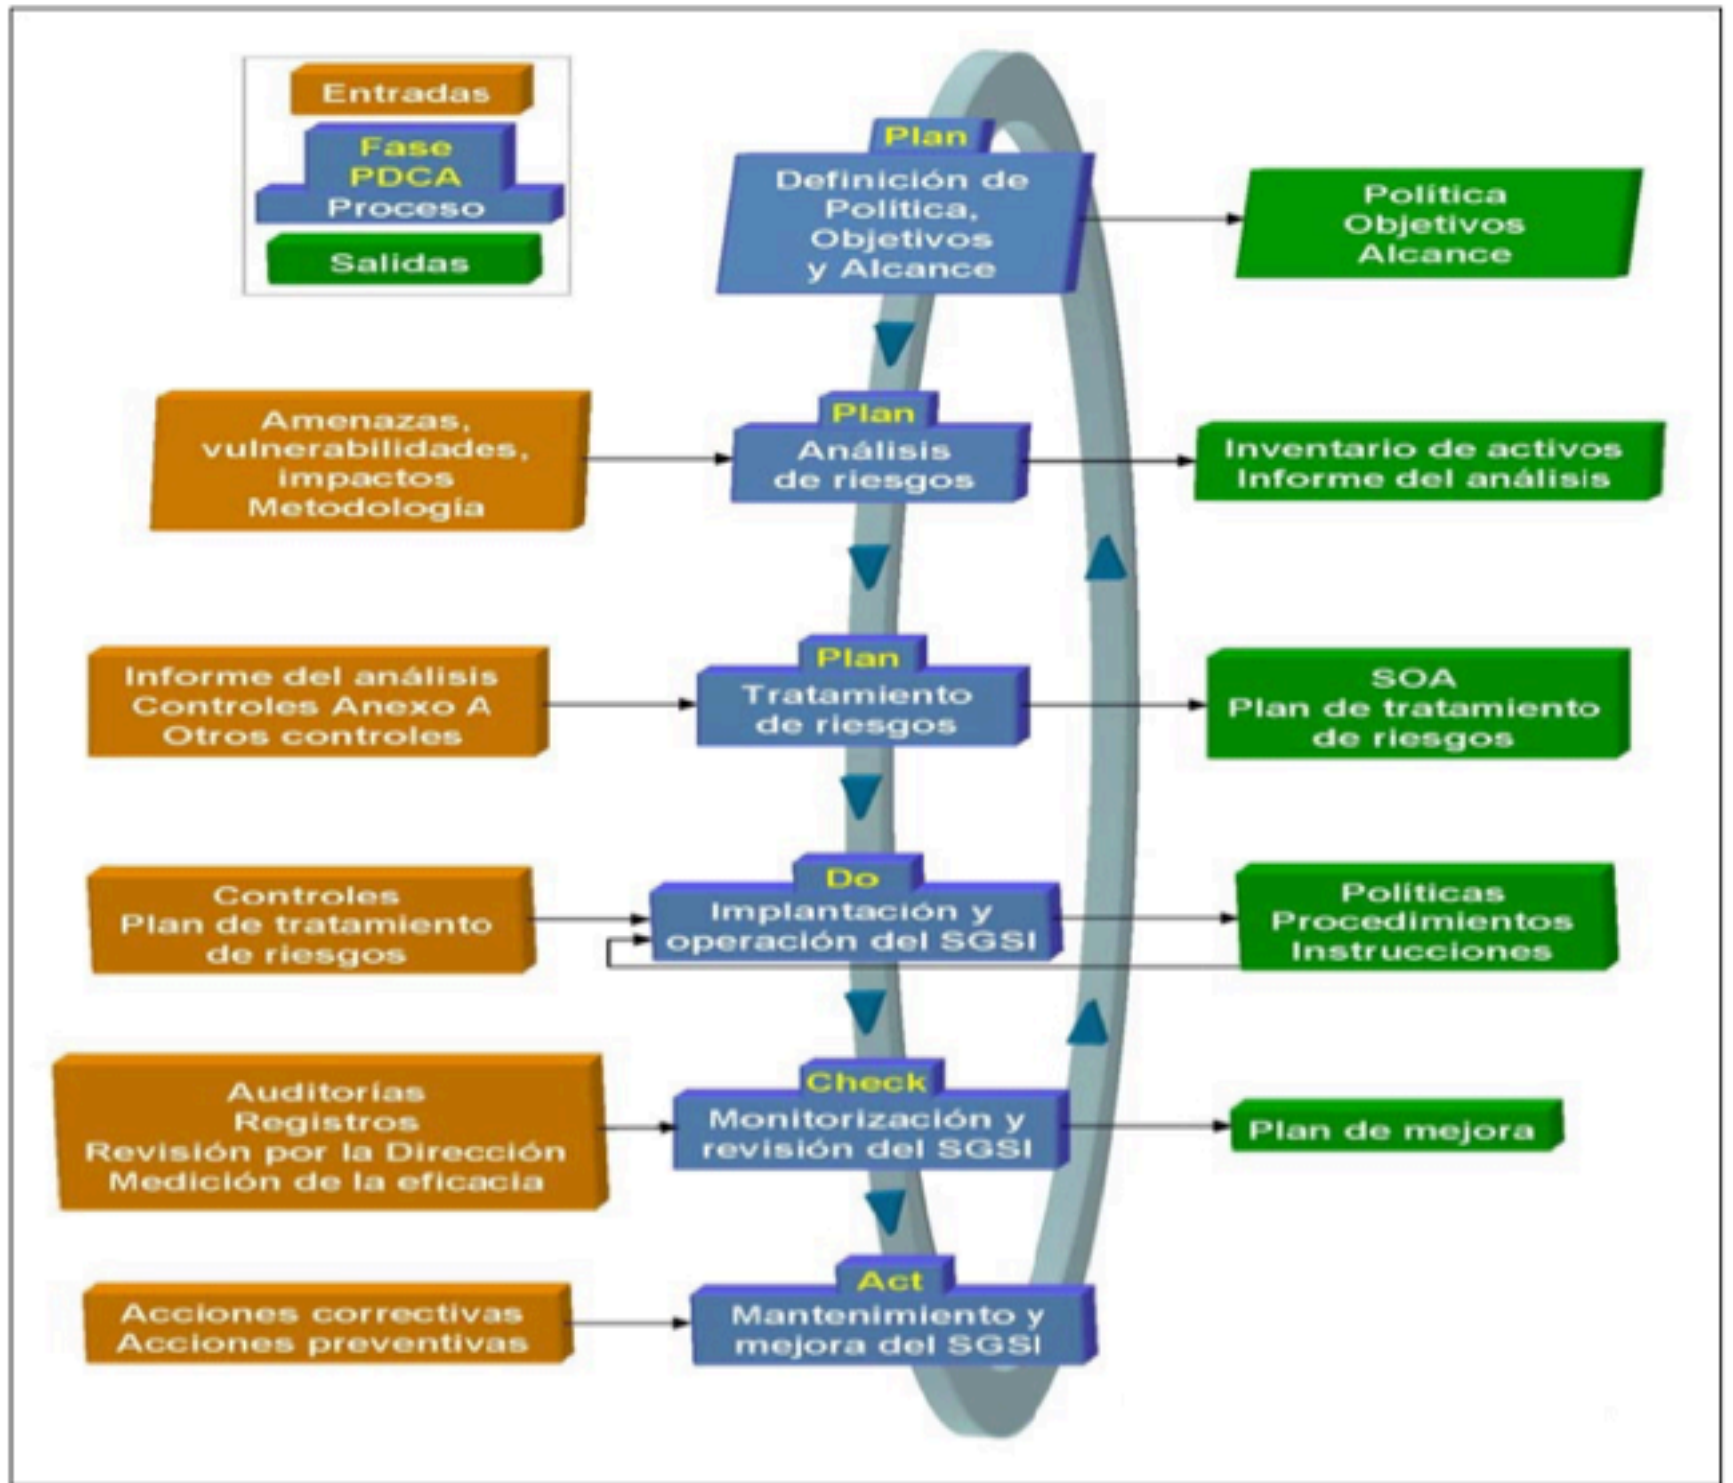 Entradas
Fase
PDCA
Proceso
Salidas
Plan
Definición de
Política,
Objetivos
y Alcance
Política
Objetivos
Alcance
Amenazas,
vulnerabilidades,
impactos
Metodología
Plan
Análisis
de riesgos
Inventario de activos
Informe del análisis
Informe del análisis
Controles Anexo A
Otros controles
Plan
Tratamiento
de riesgos
SOA
Plan de tratamiento
de riesgos
Controles
Plan de tratamiento
de riesgos
Do
Implantación y
operación del SGSI
Políticas
Procedimientos
Instrucciones
Auditorías
Registros
Revisión por la Dirección
Medición de la eficacia
Check
Monitorización y
revisión del SGSI
Plan de mejora
Acciones correctivas
Acciones preventivas
Act
Mantenimiento y
mejora del SGSI